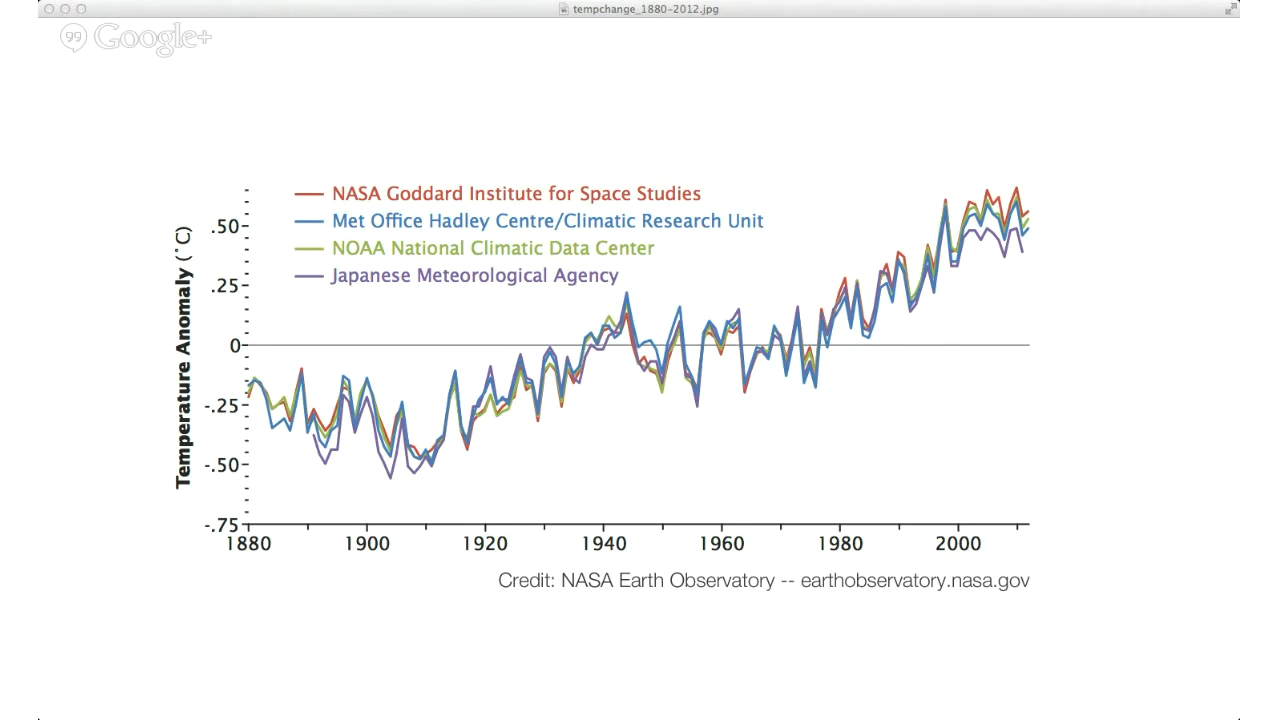 tempchange_1880-2012.jpg
99 Google+
NASA Goddard Institute for Space Studies
Met Office Hadley Centre/Climatic Research Unit
NOAA National Climatic Data Center
Japanese Meteorological Agency
Temperature Anomaly (˚C)
.50
.25
0
-.25
-.50
-.75
1880 1900 1920 1940 1960 1980 2000
Credit: NASA Earth Observatory -- earthobservatory.nasa.gov